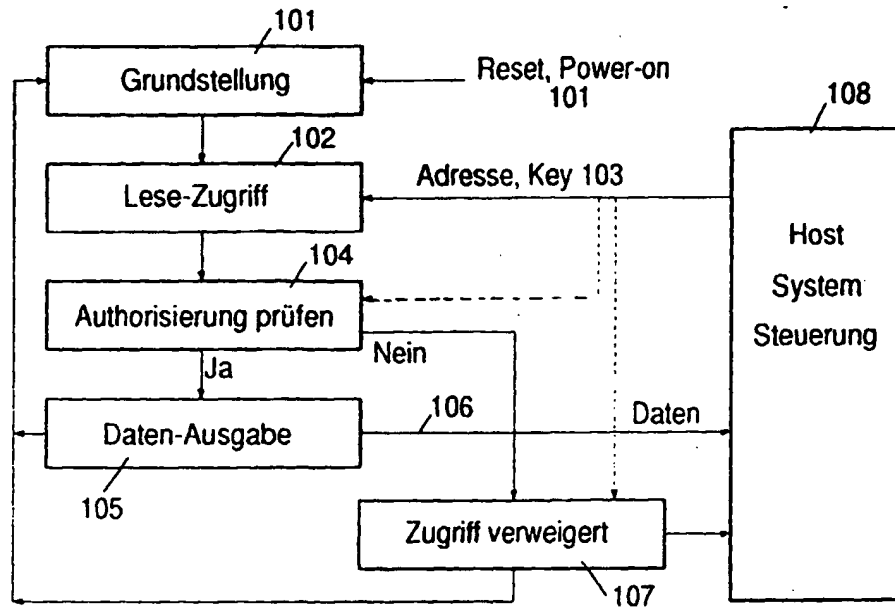 101
Grundstellung
Reset, Power-on
101
102
Lese-Zugriff
Adresse, Key 103
108
Host
System
Steuerung
104
Authorisierung prüfen
Ja
Nein
Daten-Ausgabe
105
106
Daten
Zugriff verweigert
107